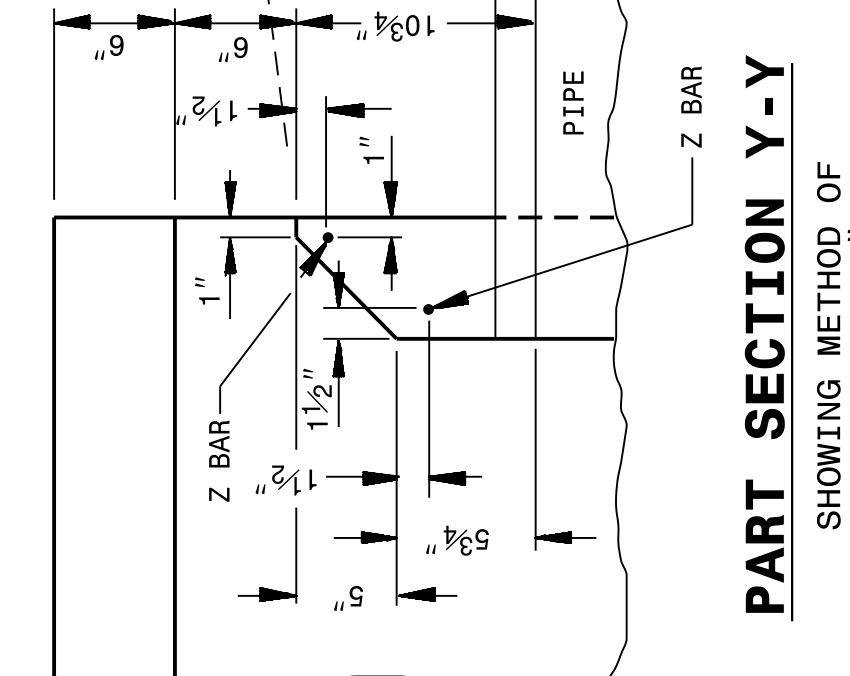 6"
6"
10¾"
1½"
1"
PIPE
Z BAR
1"
1½"
Z BAR
1½"
5¾"
5"
PART SECTION Y-Y
SHOWING METHOD OF